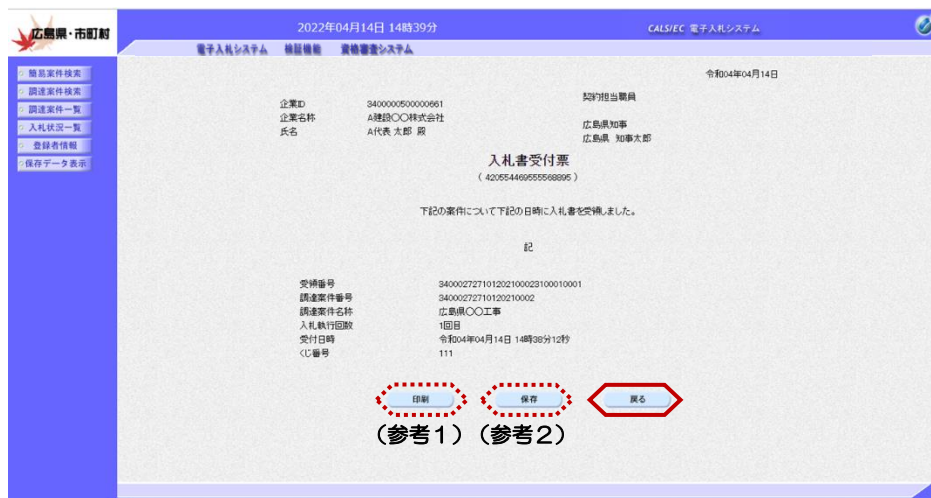 広島県・市町村
2022年04月14日 14時39分
CALS/EC 電子入札システム
電子入札システム 検証機能 資格審査システム
簡易案件検索
調達案件検索
調達案件一覧
入札状況一覧
登録者情報
保存データ表示
令和04年04月14日
企業ID 3400000500000661
企業名称 A建設〇〇株式会社
氏名 A代表 太郎 殿
契約担当職員
広島県知事
広島県 知事太郎
入札書受付票
( 420554469555568895 )
下記の案件について下記の日時に入札書を受領しました。
記
受領番号 340002727101202100023100010001
調達案件番号 34000272710120210002
調達案件名称 広島県〇〇工事
入札執行回数 1回目
受付日時 令和04年04月14日 14時38分12秒
くじ番号 111
印刷 保存 戻る
(参考1) (参考2)